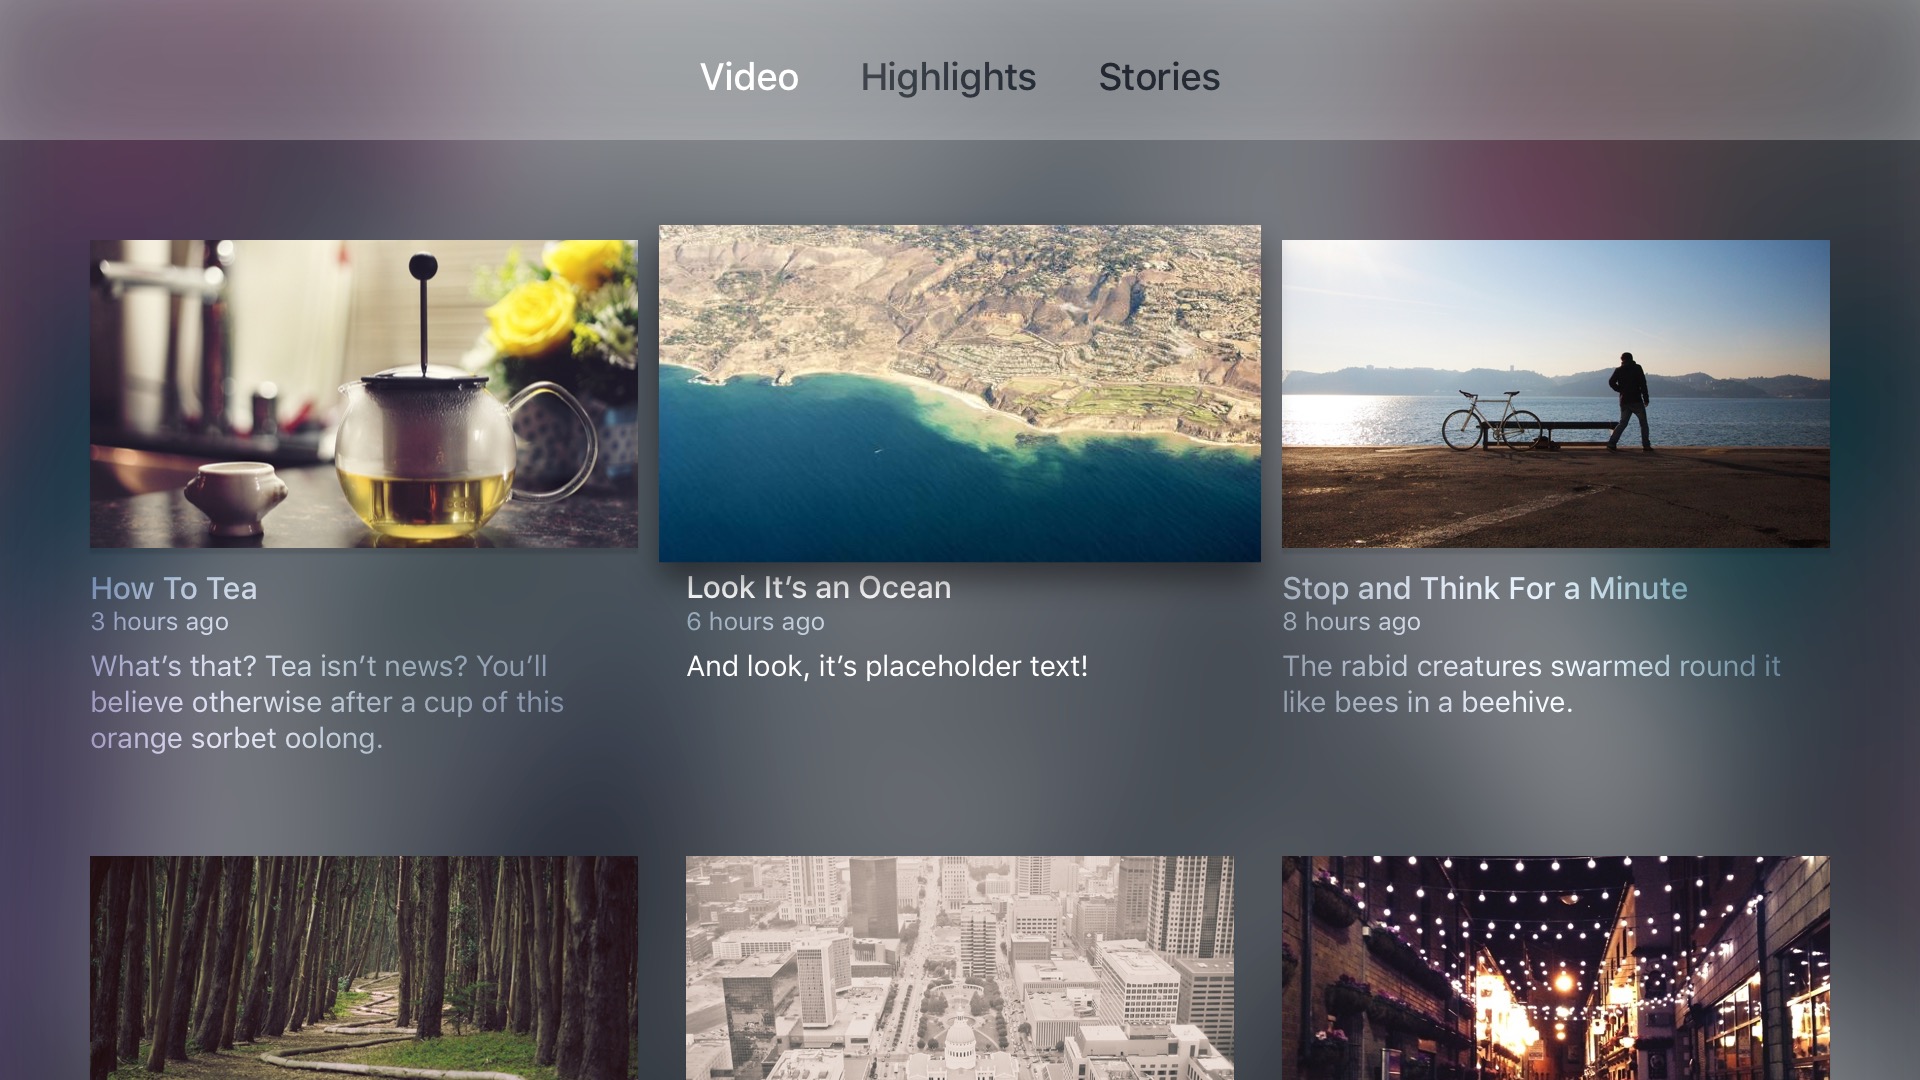 Video Highlights Stories
How To Tea
3 hours ago
What’s that? Tea isn’t news? You’ll
believe otherwise after a cup of this
orange sorbet oolong.
Look It’s an Ocean
6 hours ago
And look, it’s placeholder text!
Stop and Think For a Minute
8 hours ago
The rabid creatures swarmed round it
like bees in a beehive.